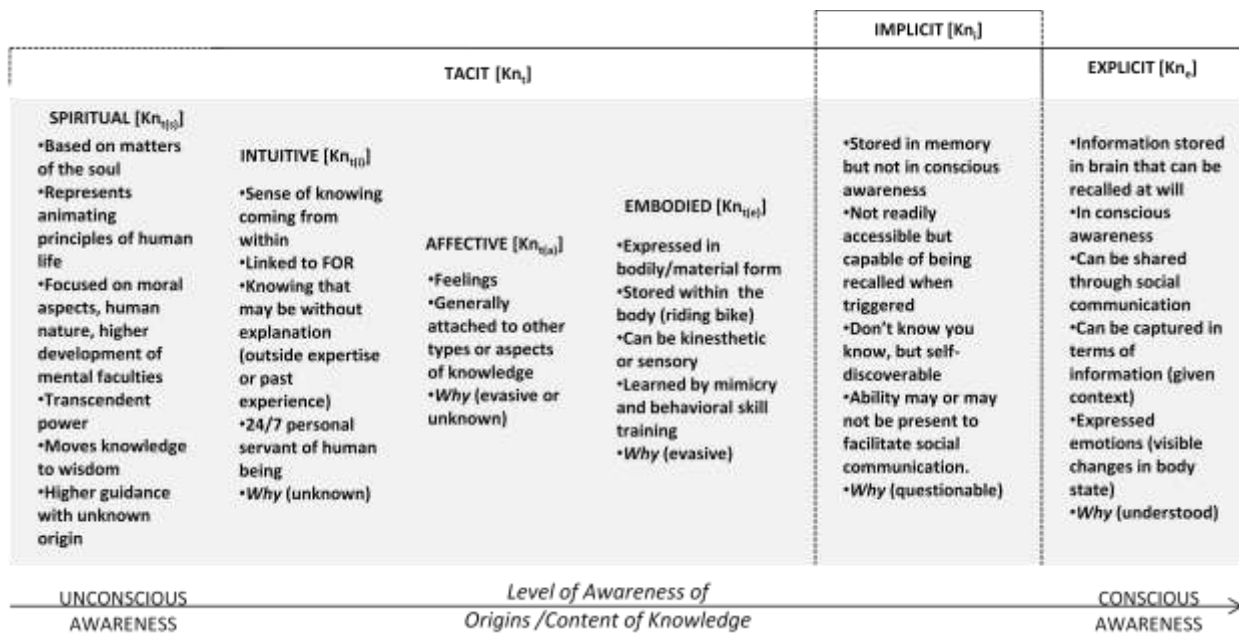 IMPLICIT [Knᵢ]
TACIT [Knₜ]
EXPLICIT [Knₑ]
SPIRITUAL [Kn_t(s)]
•Based on matters
of the soul
•Represents
animating
principles of human
life
•Focused on moral
aspects, human
nature, higher
development of
mental faculties
•Transcendent
power
•Moves knowledge
to wisdom
•Higher guidance
with unknown
origin
INTUITIVE [Kn_t(i)]
•Sense of knowing
coming from
within
•Linked to FOR
•Knowing that
may be without
explanation
(outside expertise
or past
experience)
•24/7 personal
servant of human
being
•Why (unknown)
AFFECTIVE [Kn_t(a)]
•Feelings
•Generally
attached to other
types or aspects
of knowledge
•Why (evasive or
unknown)
EMBODIED [Kn_t(e)]
•Expressed in
bodily/material form
•Stored within the
body (riding bike)
•Can be kinesthetic
or sensory
•Learned by mimicry
and behavioral skill
training
•Why (evasive)
•Stored in memory
but not in conscious
awareness
•Not readily
accessible but
capable of being
recalled when
triggered
•Don't know you
know, but self-
discoverable
•Ability may or may
not be present to
facilitate social
communication.
•Why (questionable)
•Information stored
in brain that can be
recalled at will
•In conscious
awareness
•Can be shared
through social
communication
•Can be captured in
terms of
information (given
context)
•Expressed
emotions (visible
changes in body
state)
•Why (understood)
UNCONSCIOUS
AWARENESS
Level of Awareness of
Origins /Content of Knowledge
CONSCIOUS
AWARENESS